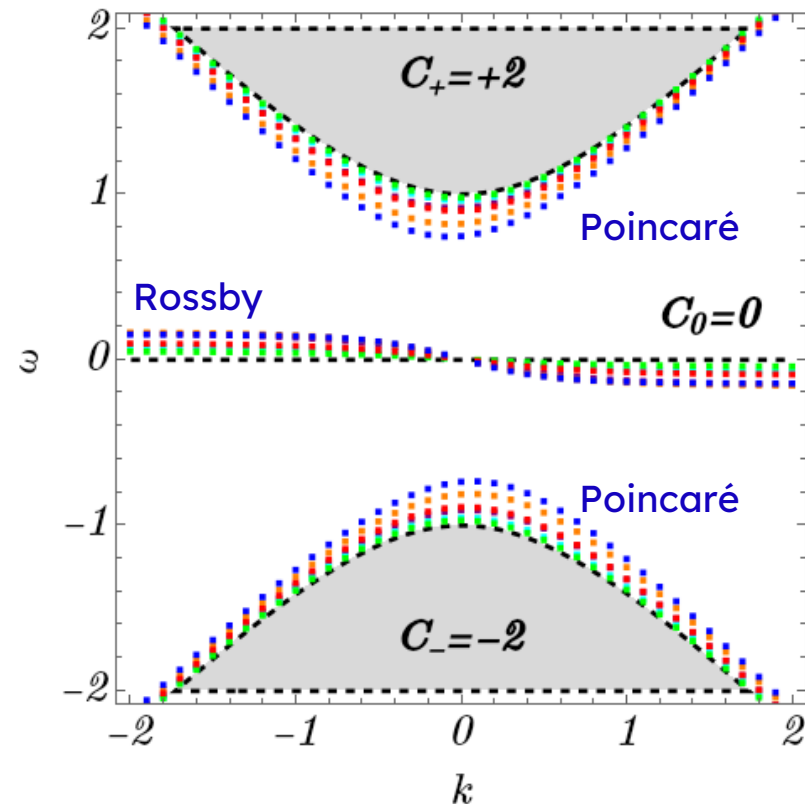 2
C₊=+2
1
Poincaré
Rossby
C₀=0
ω
0
Poincaré
−1
C₋=−2
−2
−2
−1
0
1
2
k